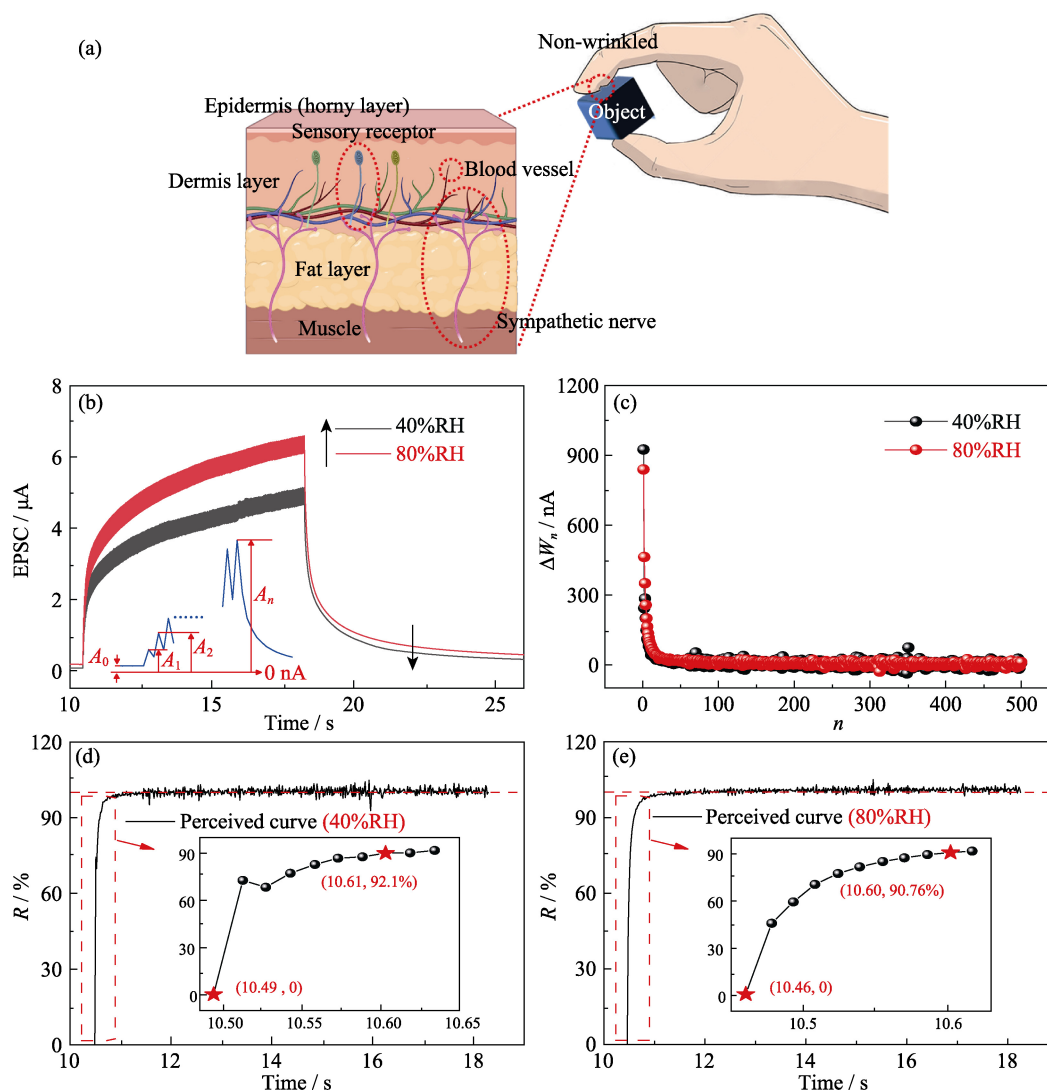 (a)
Non-wrinkled
Object
Epidermis (horny layer)
Sensory receptor
Blood vessel
Dermis layer
Fat layer
Sympathetic nerve
Muscle
(b)
8
6
4
2
0
EPSC / μA
40%RH
80%RH
A0
A1
A2
An
0 nA
10
15
20
25
Time / s
(c)
1200
900
600
300
0
ΔWn / nA
40%RH
80%RH
0
100
200
300
400
500
n
(d)
120
90
60
30
0
R / %
Perceived curve (40%RH)
90
60
30
0
(10.61, 92.1%)
(10.49 , 0)
10.50
10.55
10.60
10.65
10
12
14
16
18
Time / s
(e)
120
90
60
30
0
R / %
Perceived curve (80%RH)
90
60
30
0
(10.60, 90.76%)
(10.46, 0)
10.5
10.6
10
12
14
16
18
Time / s